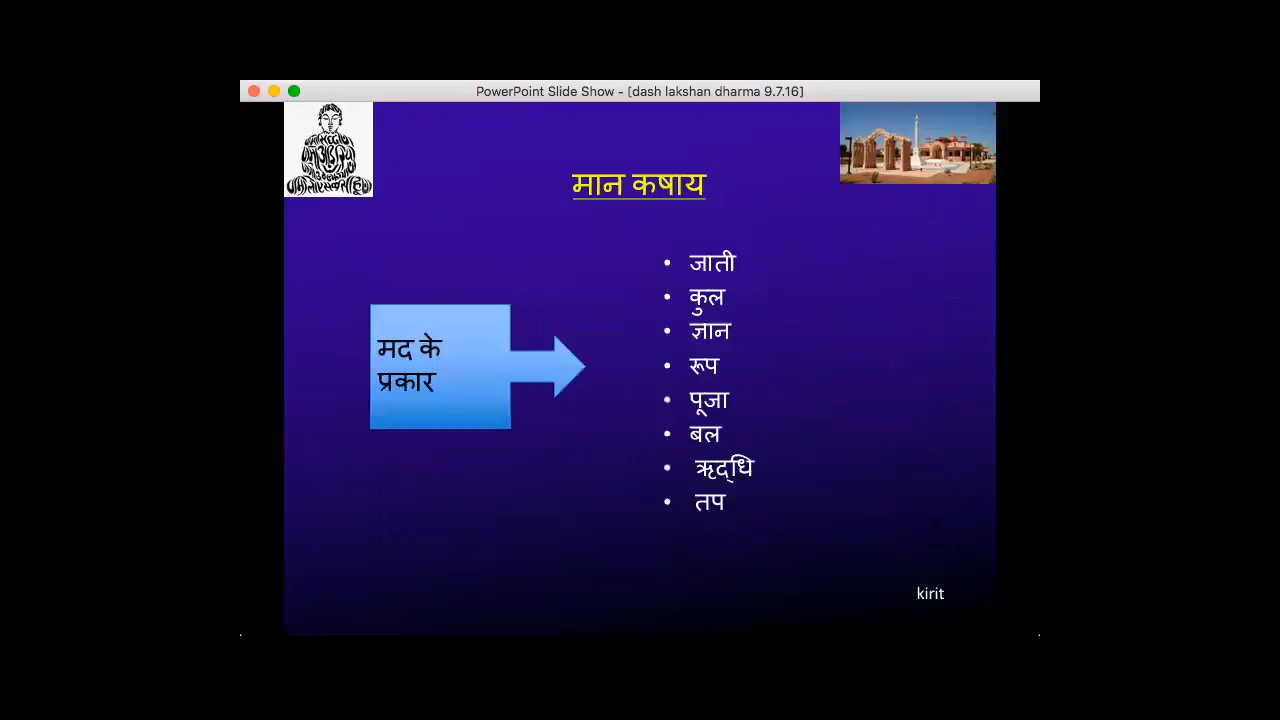 PowerPoint Slide Show - [dash lakshan dharma 9.7.16]
मान कषाय
मद के
प्रकार
• जाती
• कुल
• ज्ञान
• रूप
• पूजा
• बल
• ऋद्धि
• तप
kirit